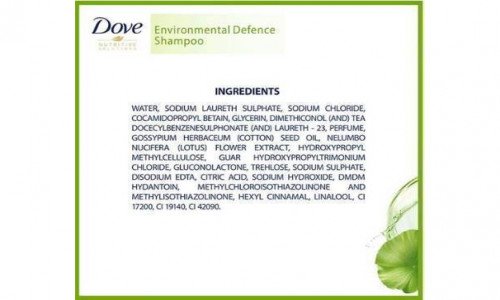 Dove
NUTRITIVE
SOLUTIONS
Environmental Defence
Shampoo
INGREDIENTS
WATER, SODIUM LAURETH SULPHATE, SODIUM CHLORIDE,
COCAMIDOPROPYL BETAIN, GLYCERIN, DIMETHICONOL (AND) TEA
DOCECYLBENZENESULPHONATE (AND) LAURETH - 23, PERFUME,
GOSSYPIUM HERBACEUM (COTTON) SEED OIL, NELUMBO
NUCIFERA (LOTUS) FLOWER EXTRACT, HYDROXYPROPYL
METHYLCELLULOSE, GUAR HYDROXYPROPYLTRIMONIUM
CHLORIDE, GLUCONOLACTONE, TREHLOSE, SODIUM SULPHATE,
DISODIUM EDTA, CITRIC ACID, SODIUM HYDROXIDE, DMDM
HYDANTOIN, METHYLCHLOROISOTHIAZOLINONE AND
METHYLISOTHIAZOLINONE, HEXYL CINNAMAL, LINALOOL, CI
17200, CI 19140, CI 42090.